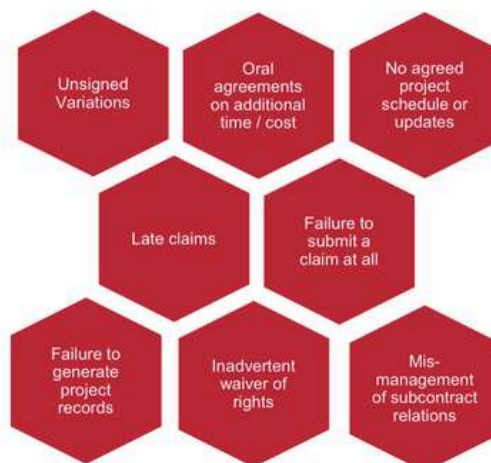 Unsigned
Variations
Oral
agreements
on additional
time / cost
No agreed
project
schedule or
updates
Late claims
Failure to
submit a
claim at all
Failure to
generate
project
records
Inadvertent
waiver of
rights
Mis-
management
of subcontract
relations